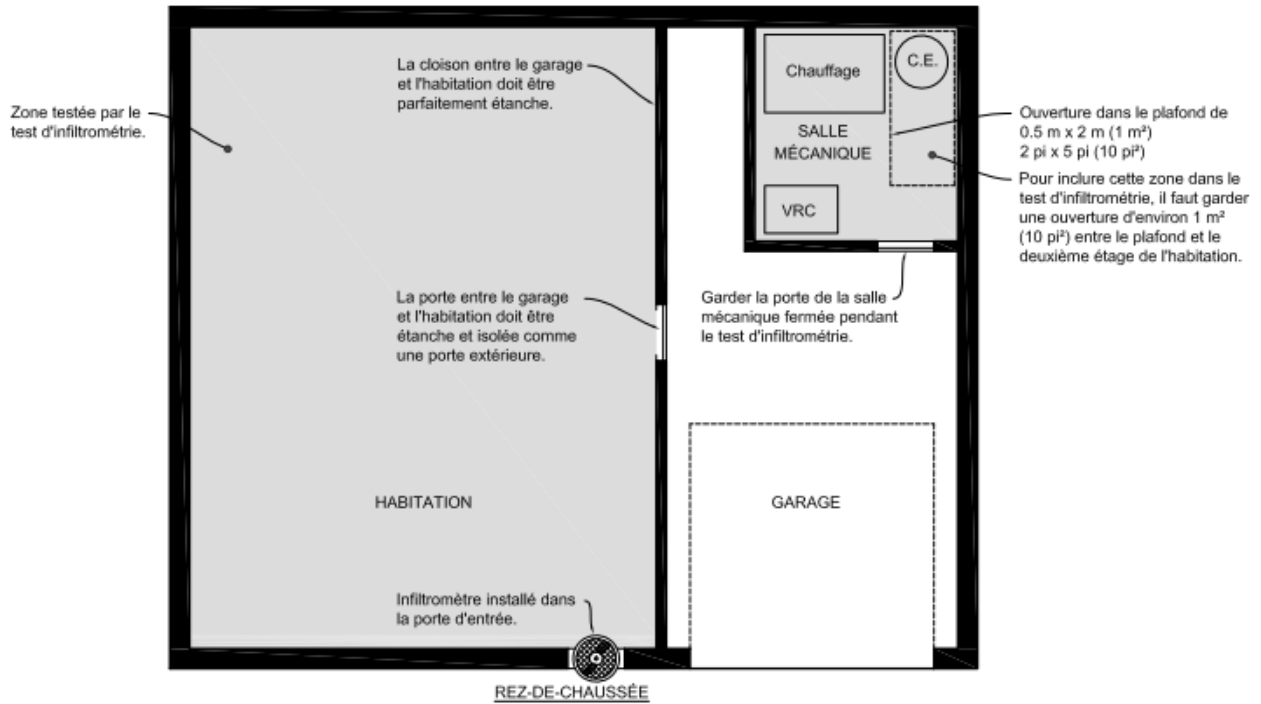 La cloison entre le garage
et l'habitation doit être
parfaitement étanche.
Chauffage
C.E.
Zone testée par le
test d'infiltrométrie.
SALLE
MÉCANIQUE
VRC
Ouverture dans le plafond de
0.5 m x 2 m (1 m²)
2 pi x 5 pi (10 pi²)
Pour inclure cette zone dans le
test d'infiltrométrie, il faut garder
une ouverture d'environ 1 m²
(10 pi²) entre le plafond et le
deuxième étage de l'habitation.
La porte entre le garage
et l'habitation doit être
étanche et isolée comme
une porte extérieure.
Garder la porte de la salle
mécanique fermée pendant
le test d'infiltrométrie.
HABITATION
GARAGE
Infiltromètre installé dans
la porte d'entrée.
REZ-DE-CHAUSSÉE